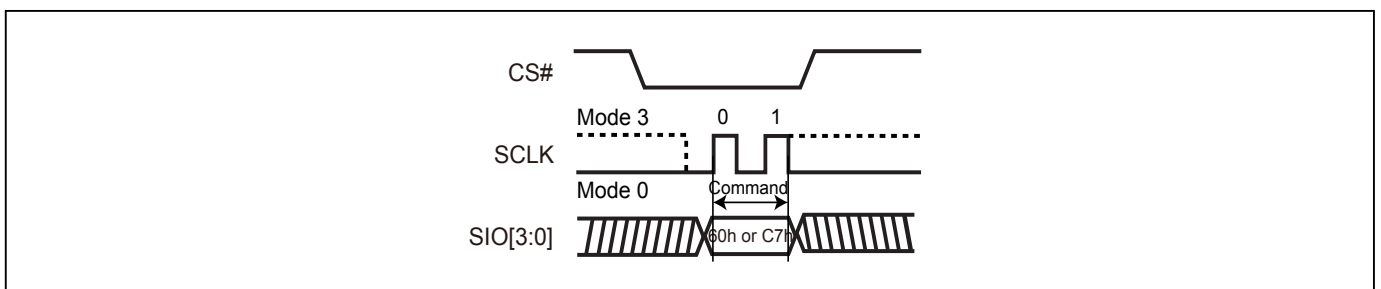 CS#
Mode 3 0 1
SCLK
Mode 0 Command
SIO[3:0] 60h or C7h